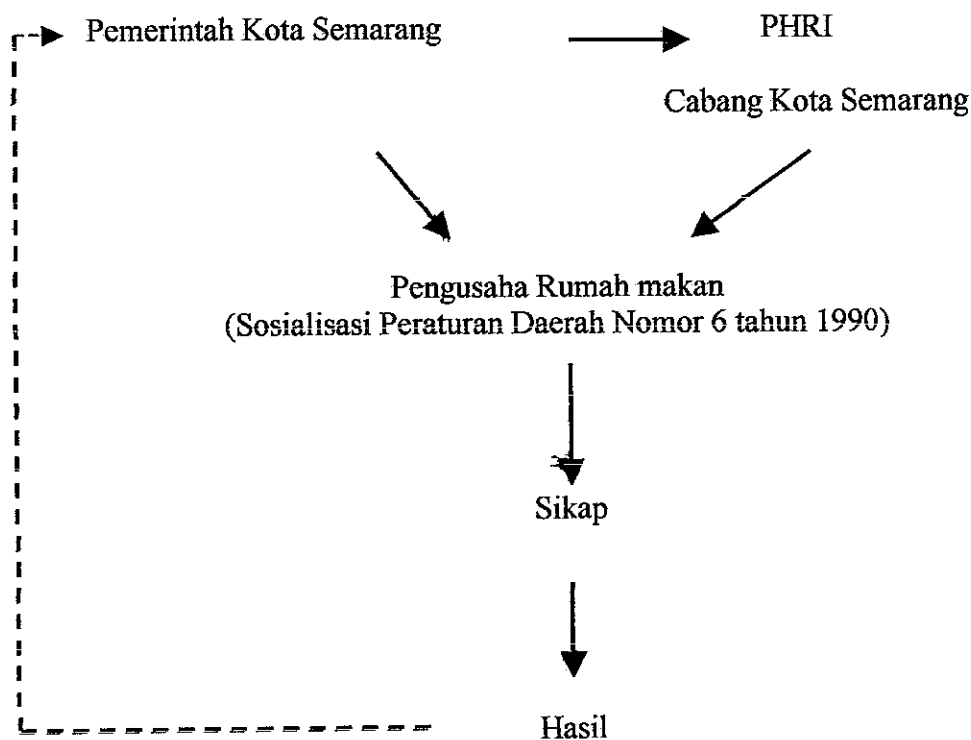 Pemerintah Kota Semarang
PHRI
Cabang Kota Semarang
Pengusaha Rumah makan
(Sosialisasi Peraturan Daerah Nomor 6 tahun 1990)
Sikap
Hasil